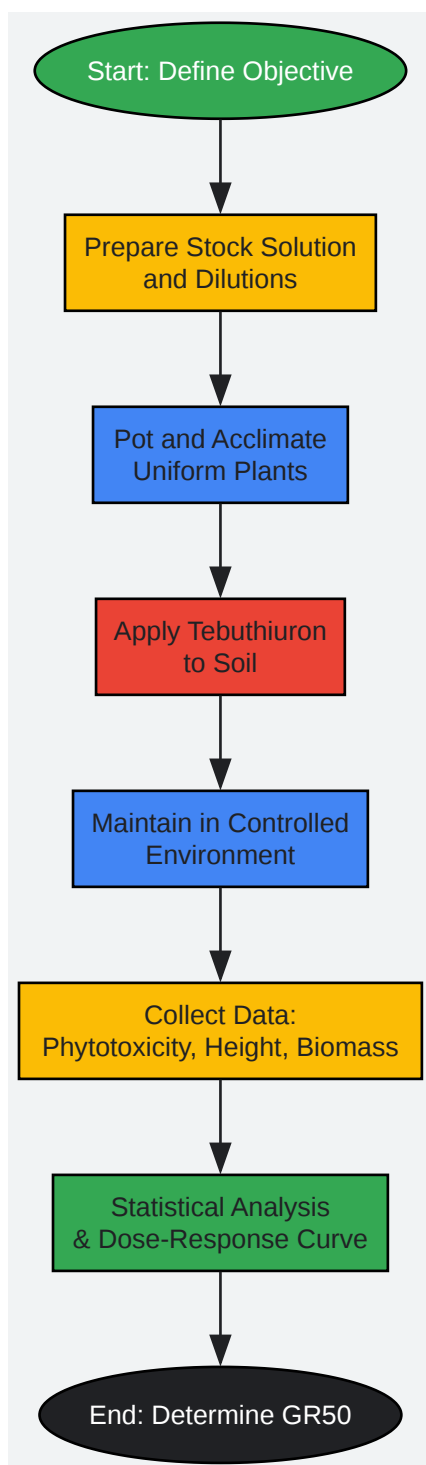 Start: Define Objective
Prepare Stock Solution
and Dilutions
Pot and Acclimate
Uniform Plants
Apply Tebuthiuron
to Soil
Maintain in Controlled
Environment
Collect Data:
Phytotoxicity, Height, Biomass
Statistical Analysis
& Dose-Response Curve
End: Determine GR50